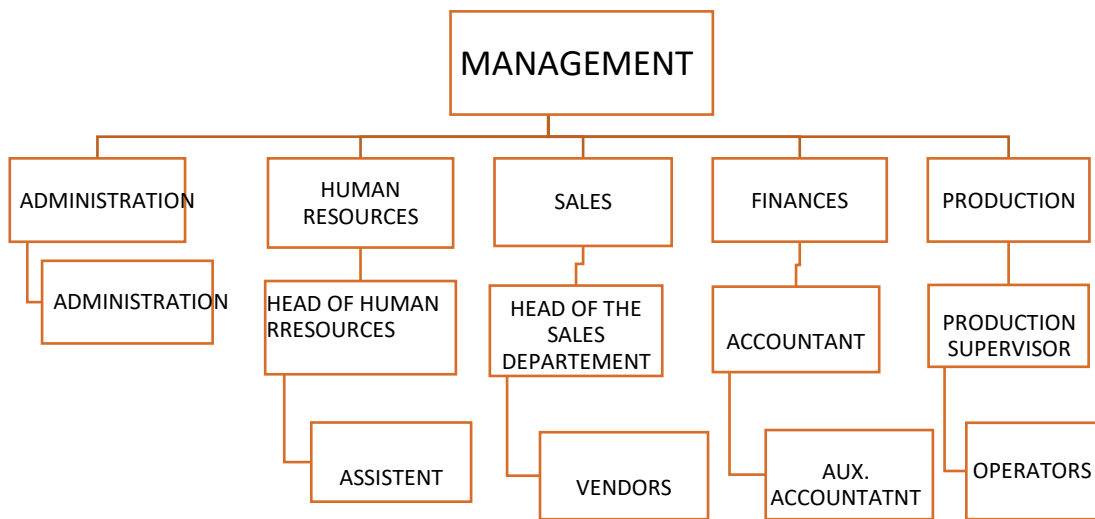 MANAGEMENT
ADMINISTRATION
HUMAN
RESOURCES
SALES
FINANCES
PRODUCTION
ADMINISTRATION
HEAD OF HUMAN
RRESOURCES
HEAD OF THE
SALES
DEPARTEMENT
ACCOUNTANT
PRODUCTION
SUPERVISOR
ASSISTENT
VENDORS
AUX.
ACCOUNTATNT
OPERATORS